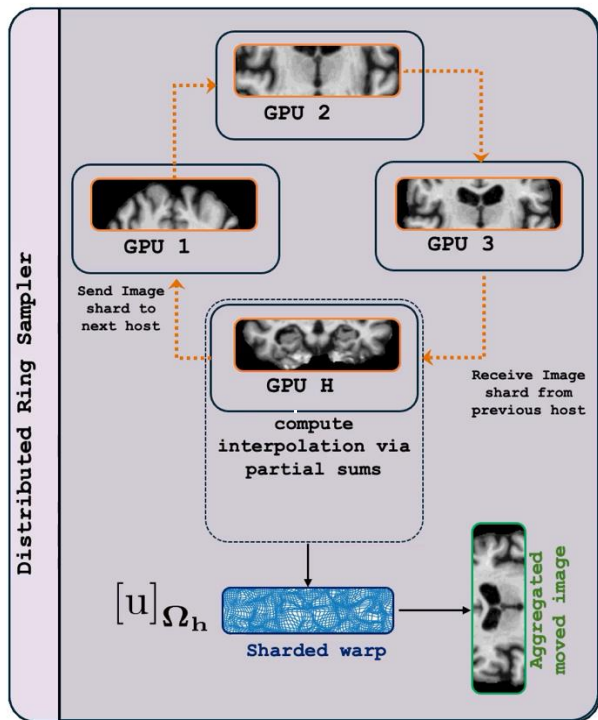 Distributed Ring Sampler
GPU 2
GPU 1
GPU 3
Send Image
shard to
next host
GPU H
Receive Image
shard from
previous host
compute
interpolation via
partial sums
[u]Ωh
Sharded warp
Aggregated
moved image